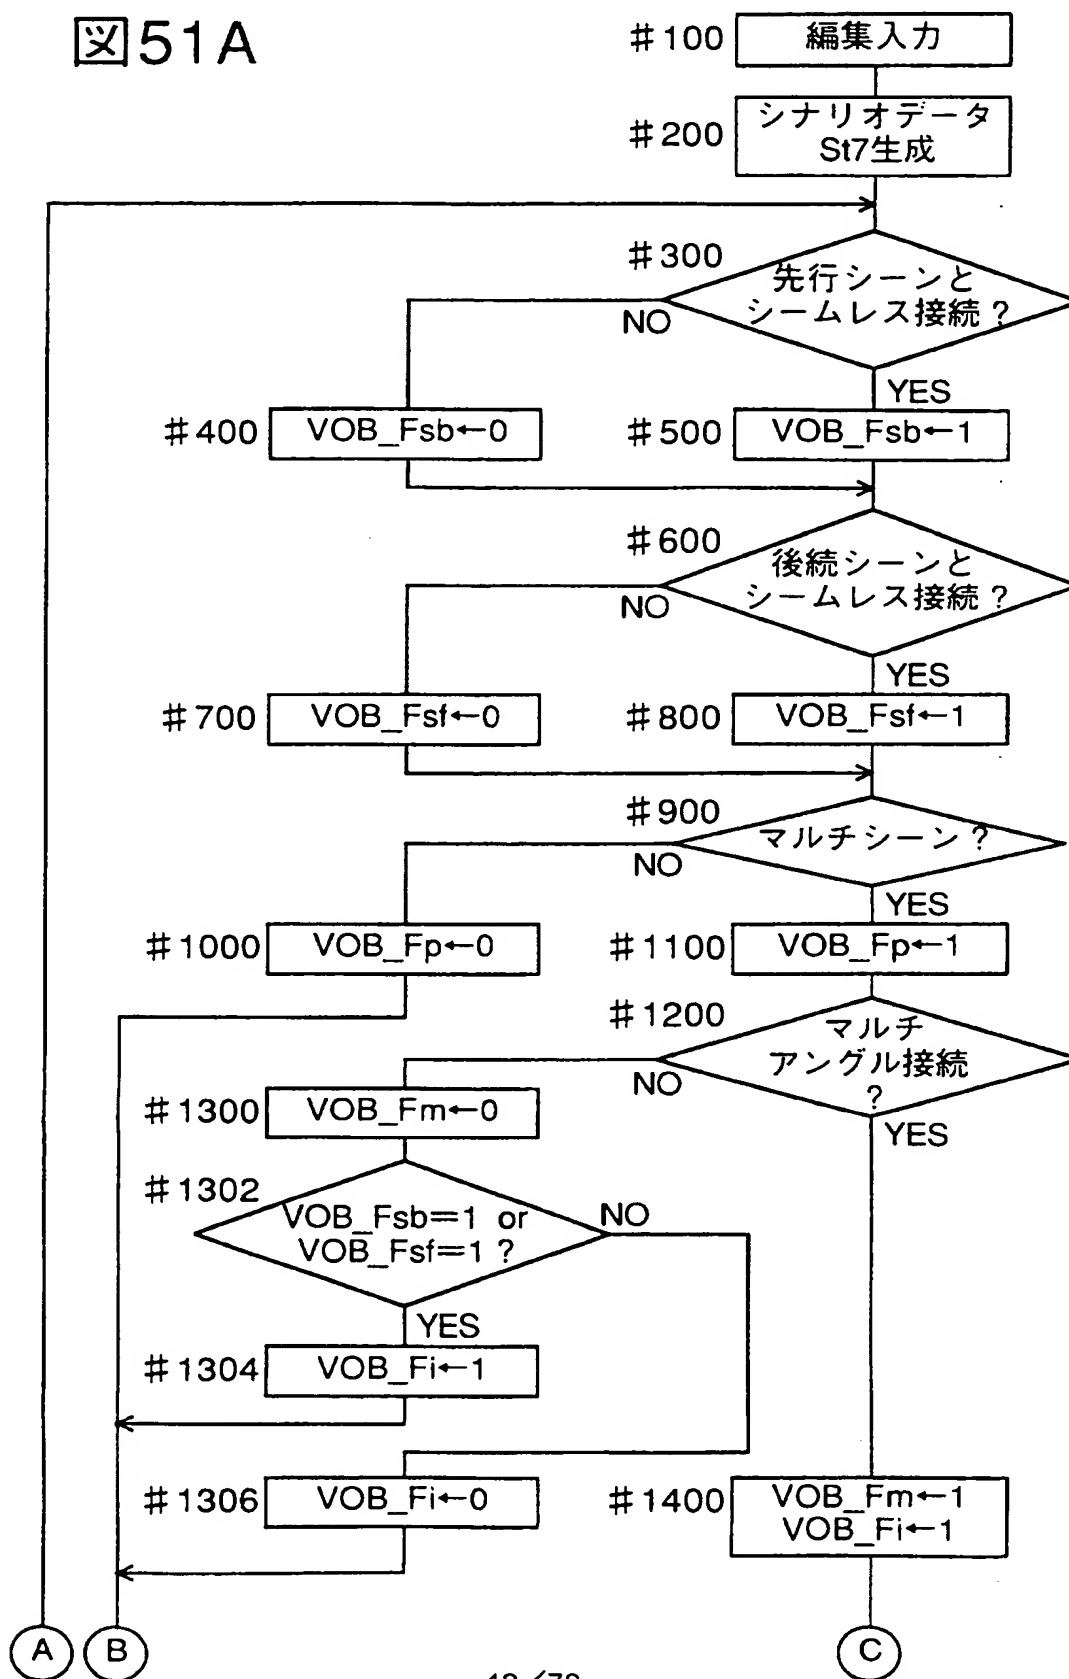 図51A
#100 編集入力
#200 シナリオデータ
St7生成
#300 先行シーンと
シームレス接続?
NO
YES
#400 VOB_Fsb←0
#500 VOB_Fsb←1
#600 後続シーンと
シームレス接続?
NO
YES
#700 VOB_Fsf←0
#800 VOB_Fsf←1
#900 マルチシーン?
NO
YES
#1000 VOB_Fp←0
#1100 VOB_Fp←1
#1200 マルチ
アングル接続
?
NO
YES
#1300 VOB_Fm←0
#1302 VOB_Fsb=1 or
VOB_Fsf=1 ?
NO
YES
#1304 VOB_Fi←1
#1306 VOB_Fi←0
#1400 VOB_Fm←1
VOB_Fi←1
A B C